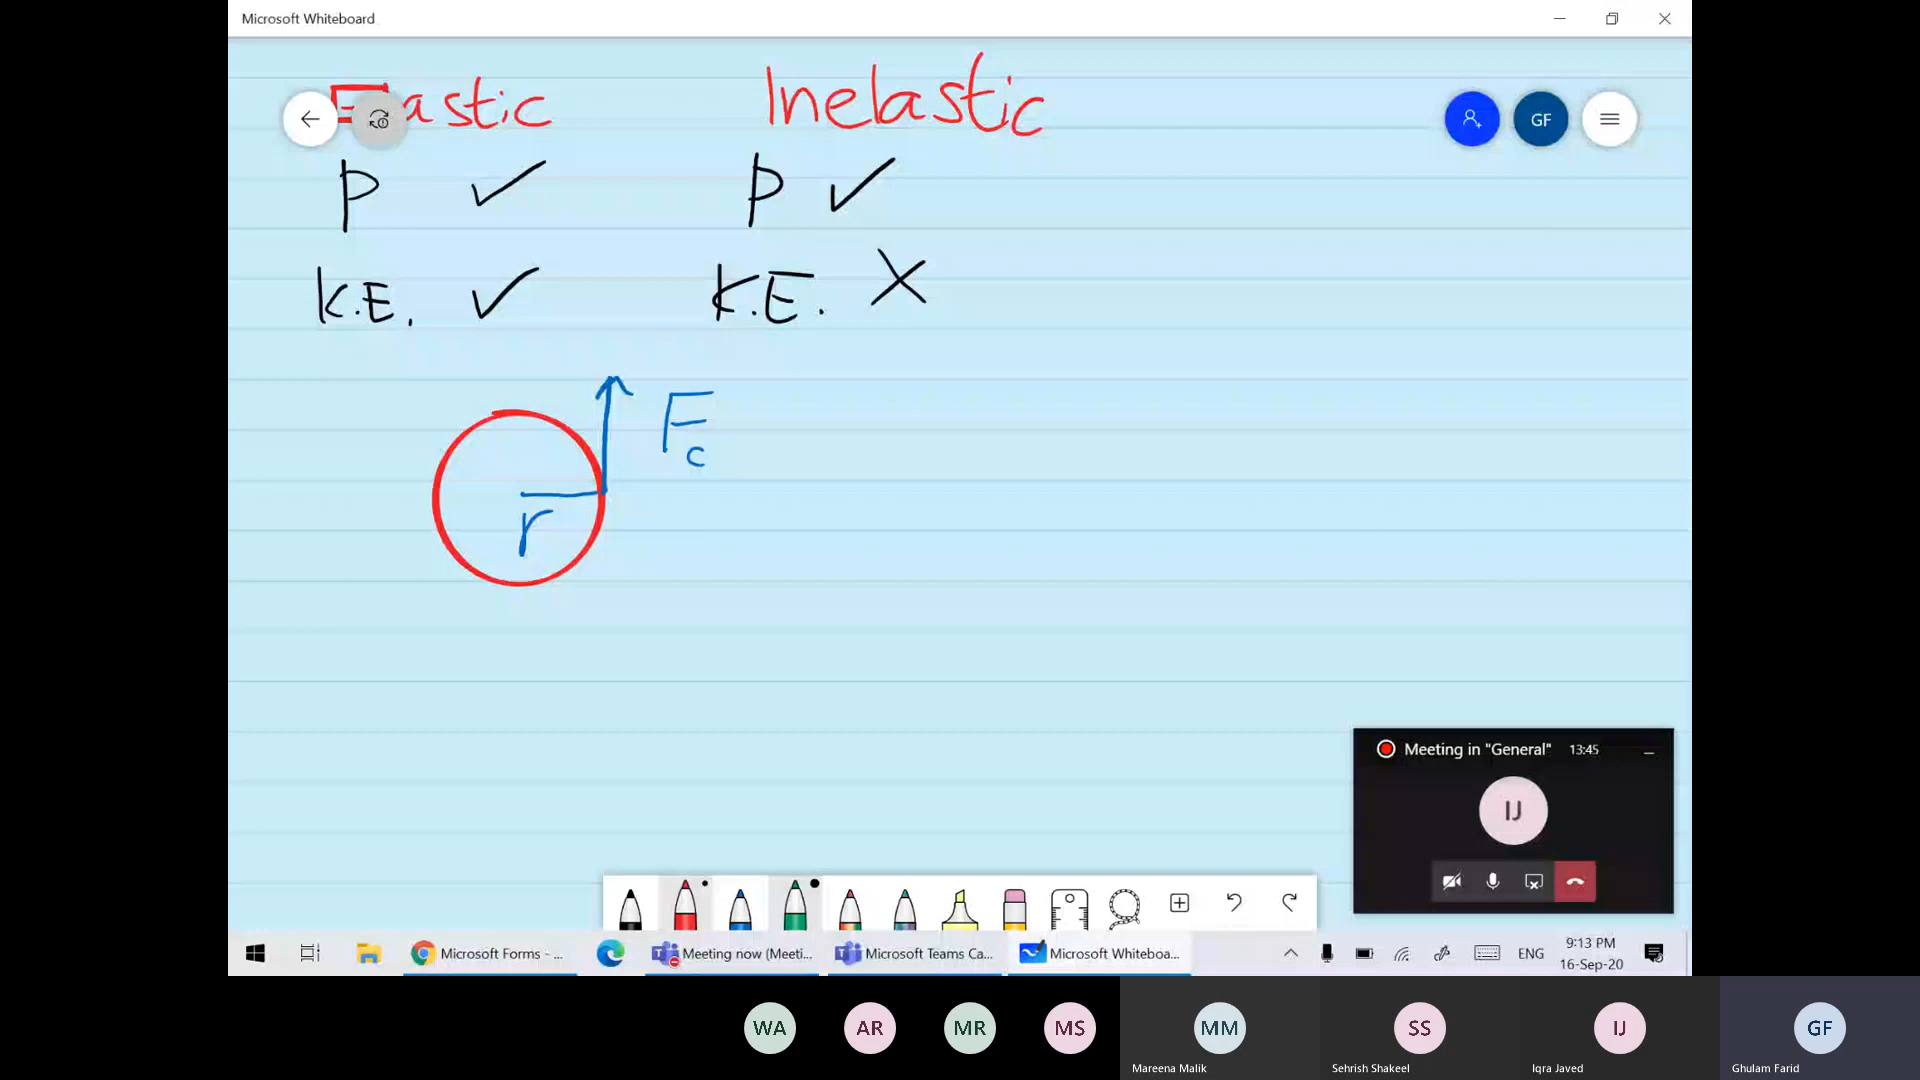 Microsoft Whiteboard
Elastic Inelastic
GF
P ✓ P ✓
K.E. ✓ K.E. X
F
c
r
Meeting in "General" 13:45
IJ
Microsoft Forms - ...
Meeting now (Meeti...
Microsoft Teams Ca...
Microsoft Whiteboa...
ENG
9:13 PM
16-Sep-20
WA AR MR MS MM SS IJ GF
Mareena Malik Sehrish Shakeel Iqra Javed Ghulam Farid